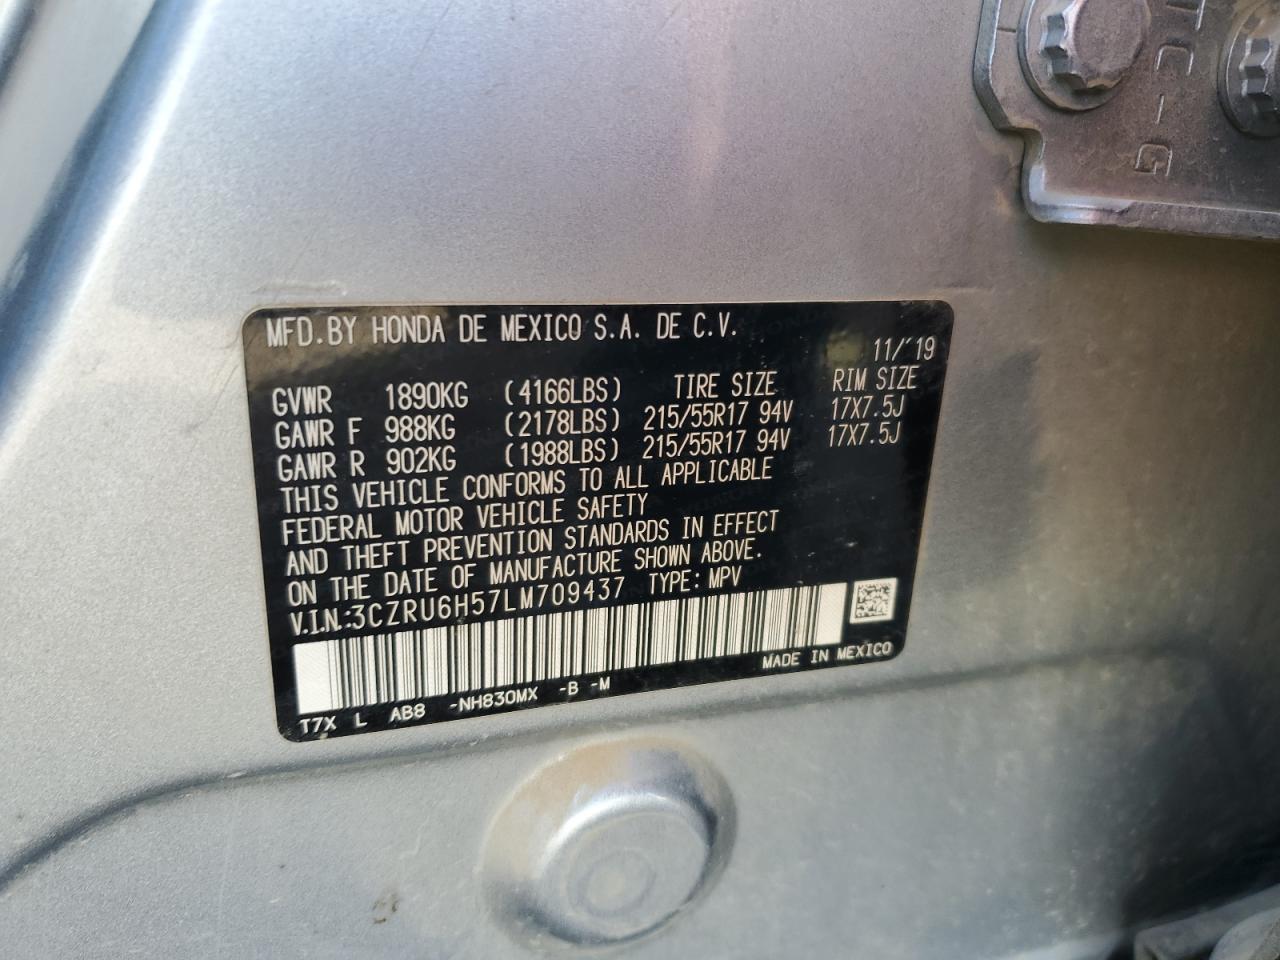 TC-G
MFD.BY HONDA DE MEXICO S.A. DE C.V.
11/'19
GVWR 1890KG (4166LBS) TIRE SIZE RIM SIZE
GAWR F 988KG (2178LBS) 215/55R17 94V 17X7.5J
GAWR R 902KG (1988LBS) 215/55R17 94V 17X7.5J
THIS VEHICLE CONFORMS TO ALL APPLICABLE
FEDERAL MOTOR VEHICLE SAFETY
AND THEFT PREVENTION STANDARDS IN EFFECT
ON THE DATE OF MANUFACTURE SHOWN ABOVE.
V.I.N.:3CZRU6H57LM709437 TYPE: MPV
MADE IN MEXICO
T7X L AB8 -NH830MX -B -M